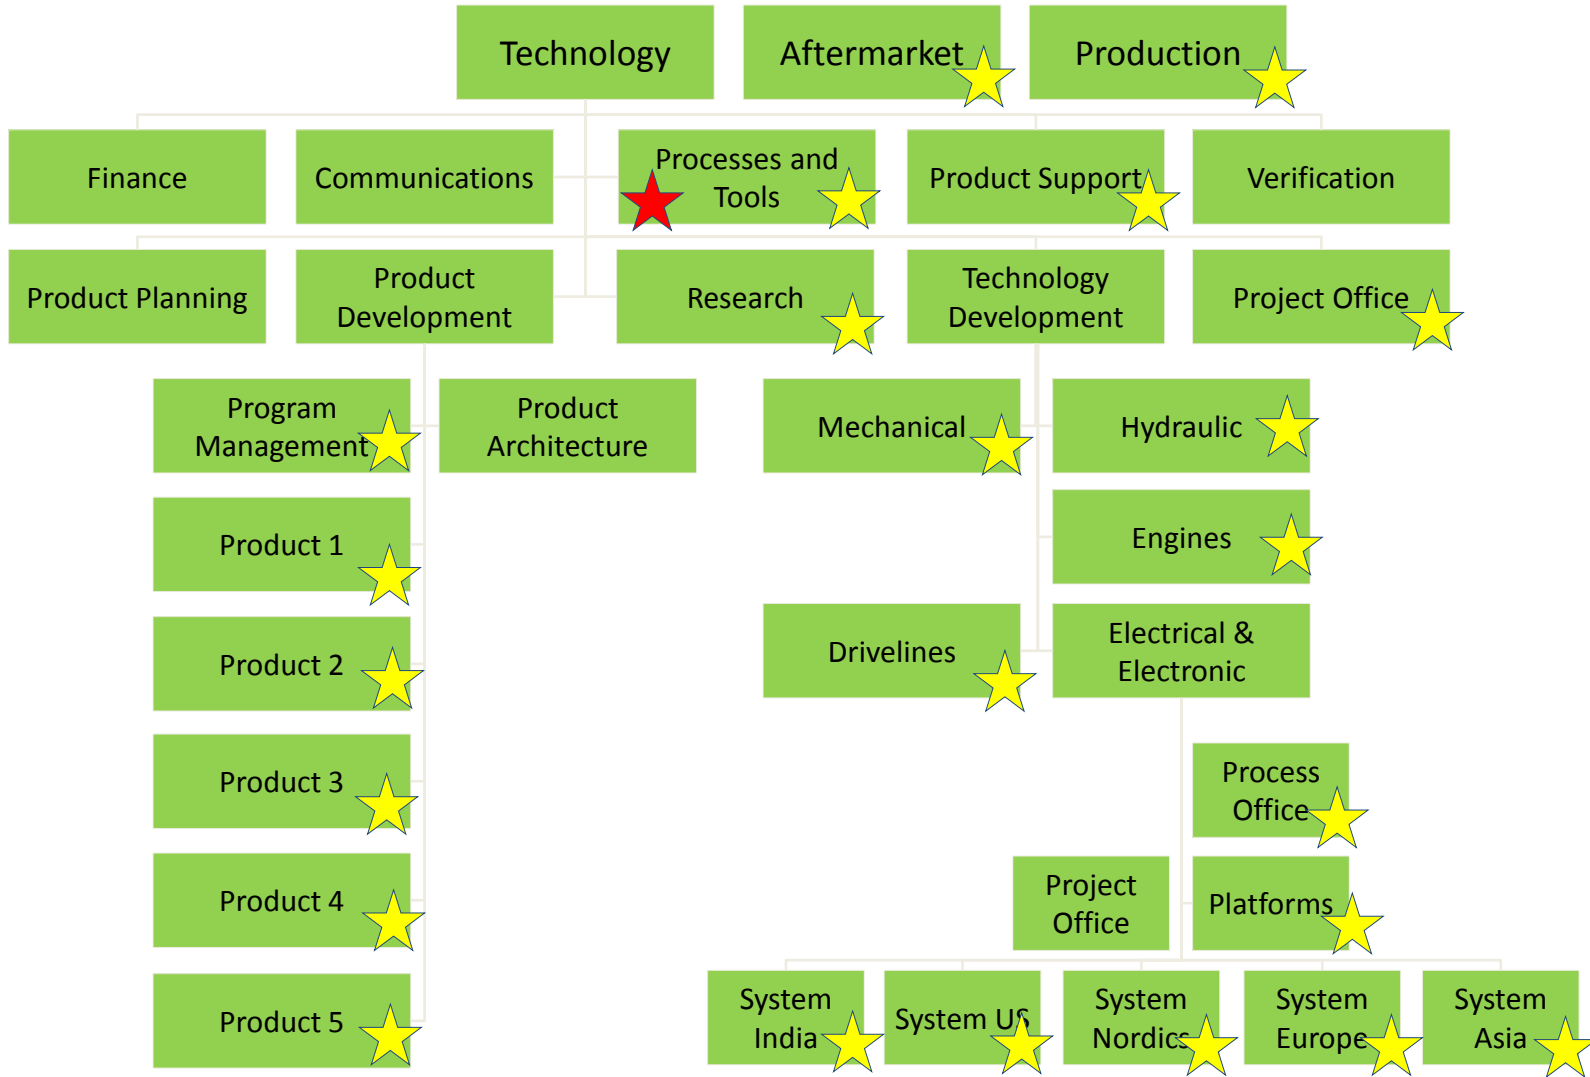 Technology
Aftermarket
Production
Finance
Communications
Processes and
Tools
Product Support
Verification
Product Planning
Product
Development
Research
Technology
Development
Project Office
Program
Management
Product
Architecture
Mechanical
Hydraulic
Product 1
Engines
Product 2
Drivelines
Electrical &
Electronic
Product 3
Process
Office
Product 4
Project
Office
Platforms
Product 5
System
India
System US
System
Nordics
System
Europe
System
Asia